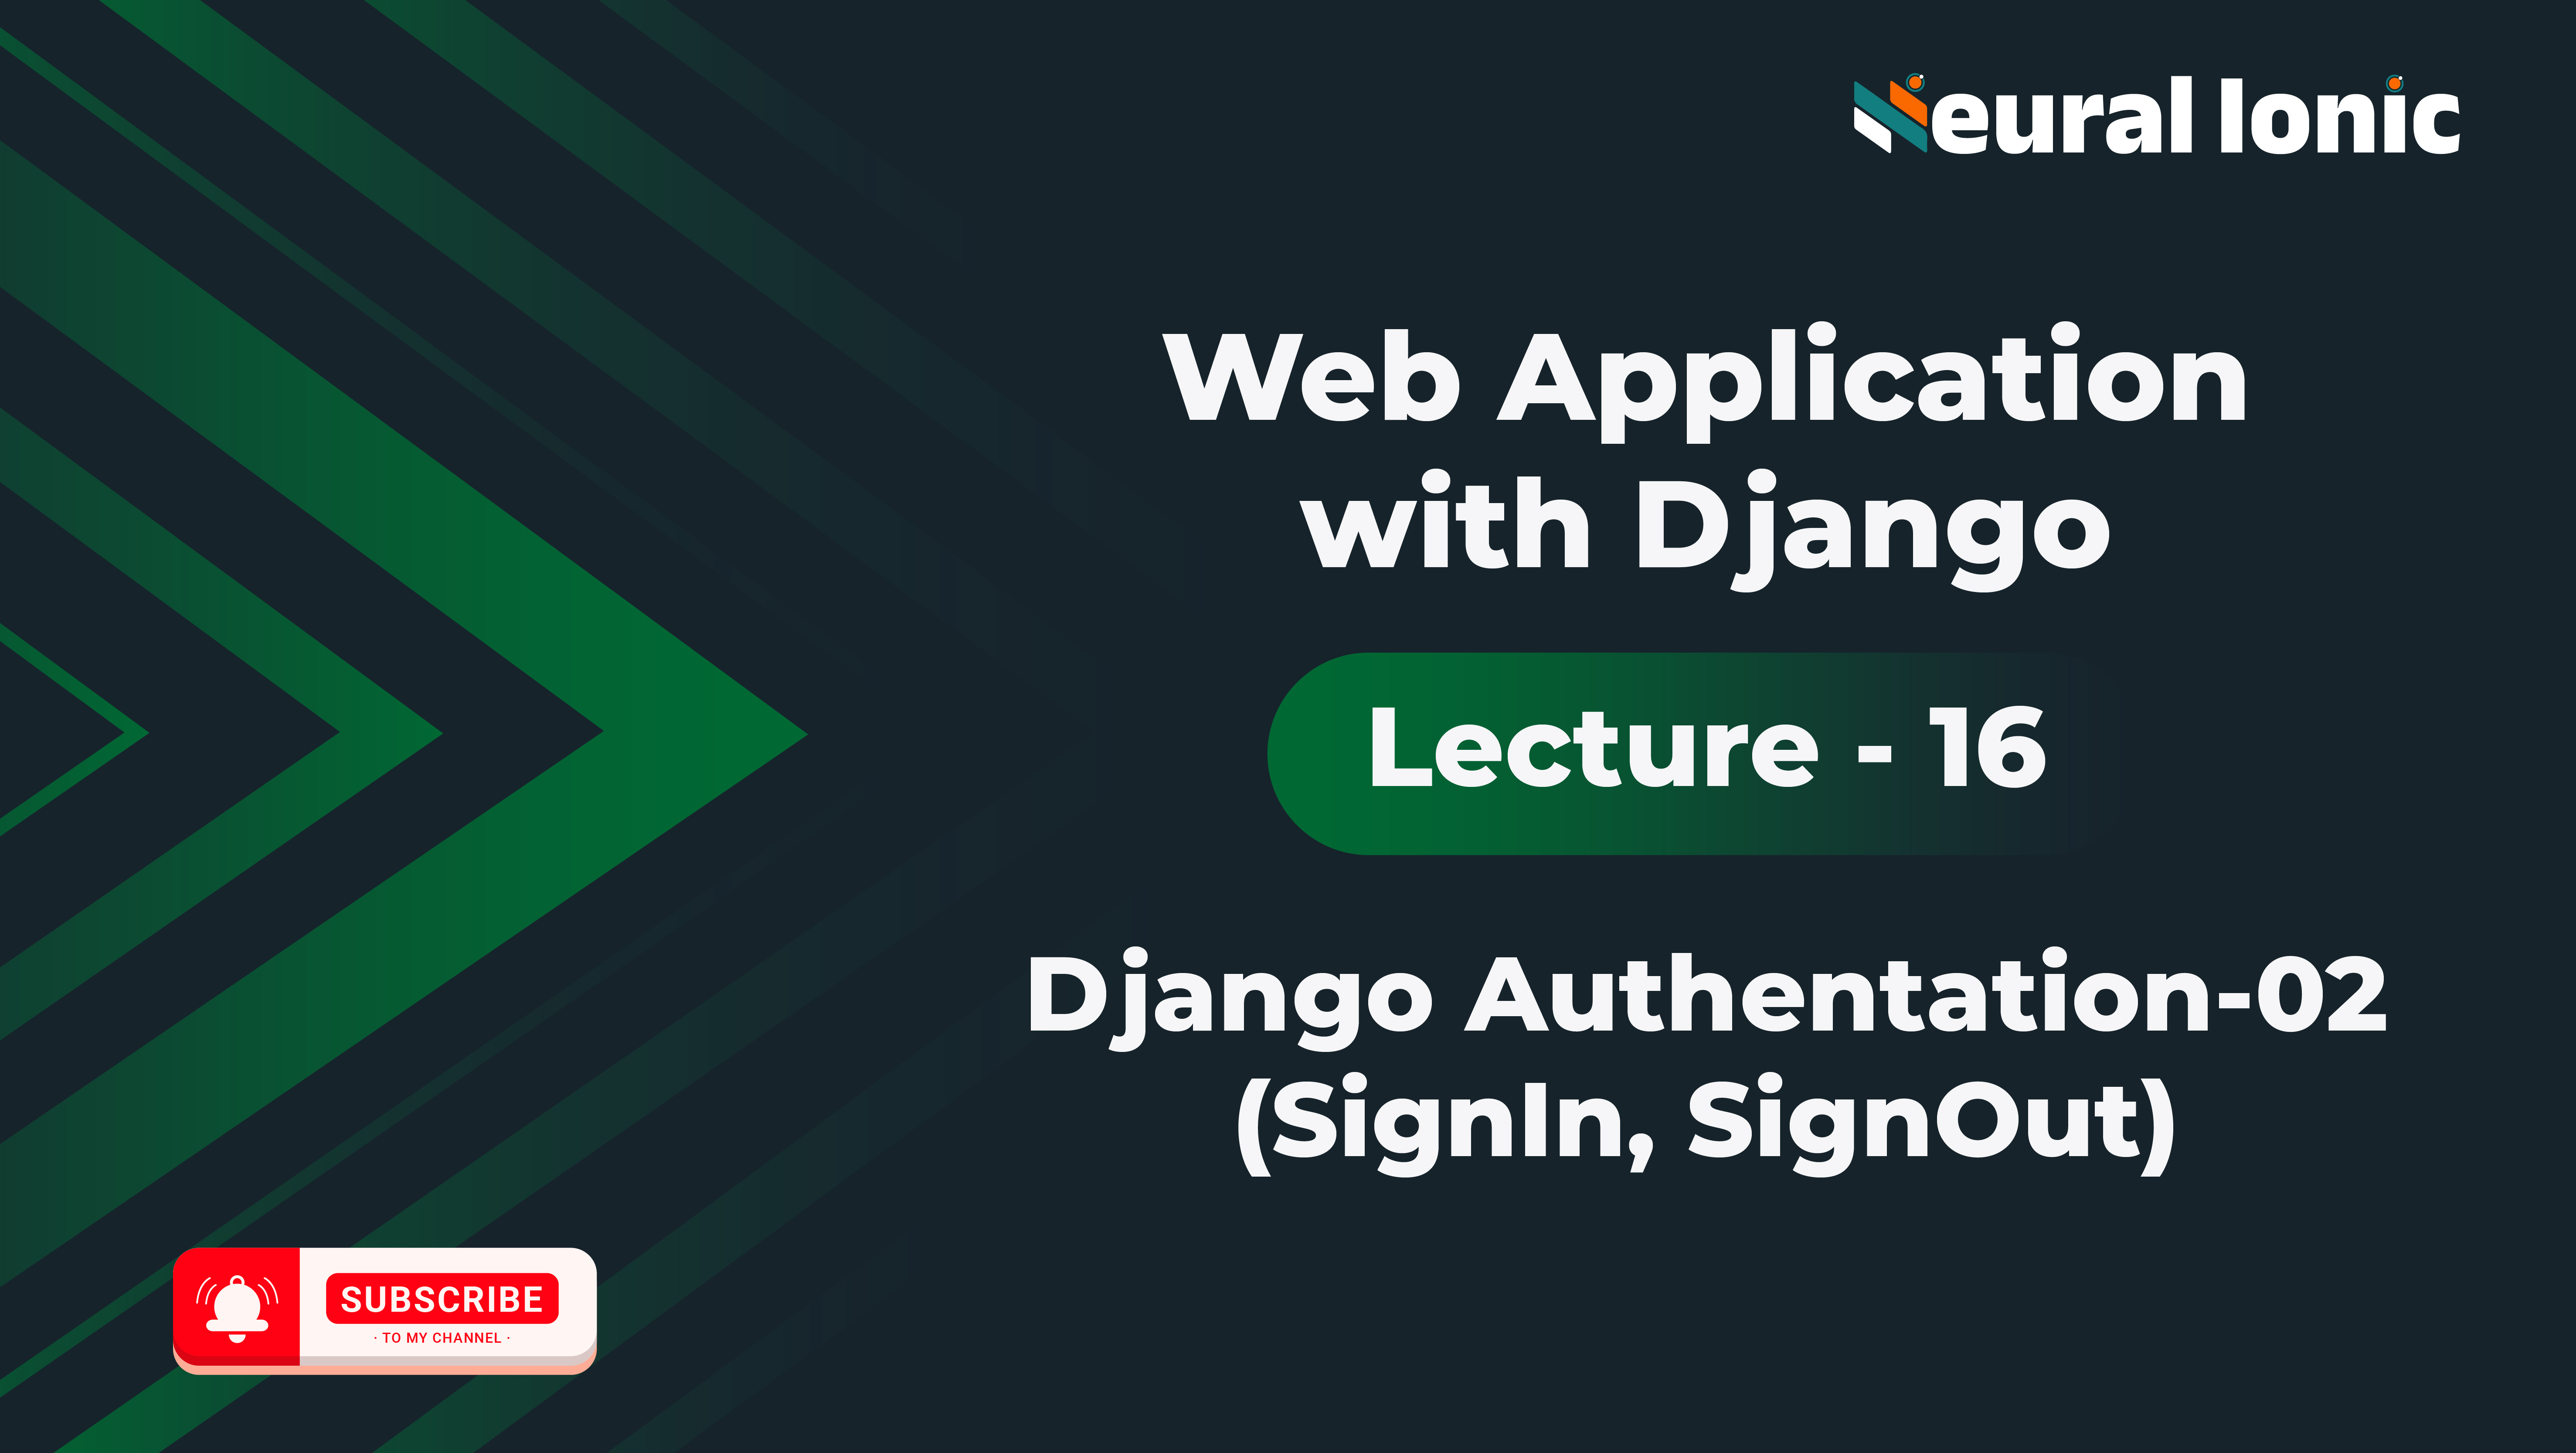 Neural Ionic
Web Application
with Django
Lecture - 16
Django Authentation-02
(SignIn, SignOut)
SUBSCRIBE
· TO MY CHANNEL ·